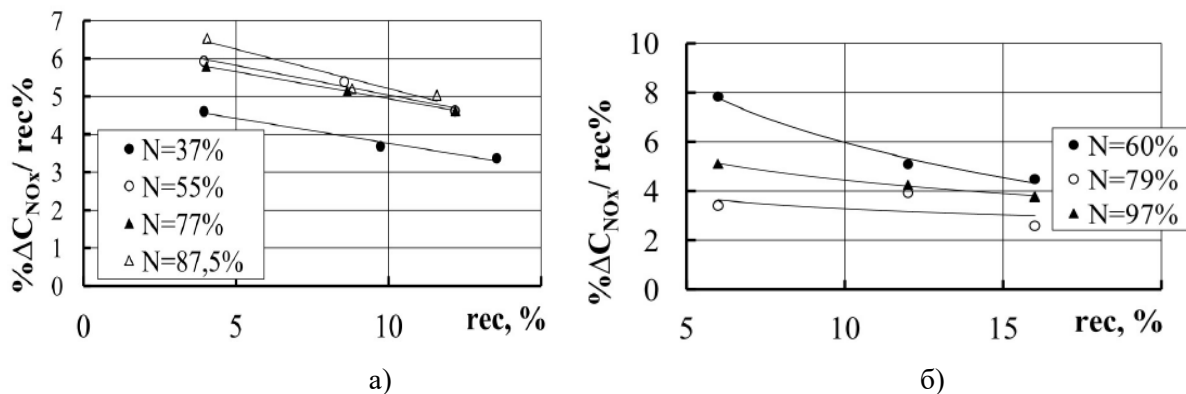 %ΔC_NOx/ rec%
7
6
5
4
3
2
1
0
N=37%
N=55%
N=77%
N=87,5%
0
5
10
rec, %
а)
%ΔC_NOx/ rec%
10
8
6
4
2
0
N=60%
N=79%
N=97%
5
10
15
rec, %
б)